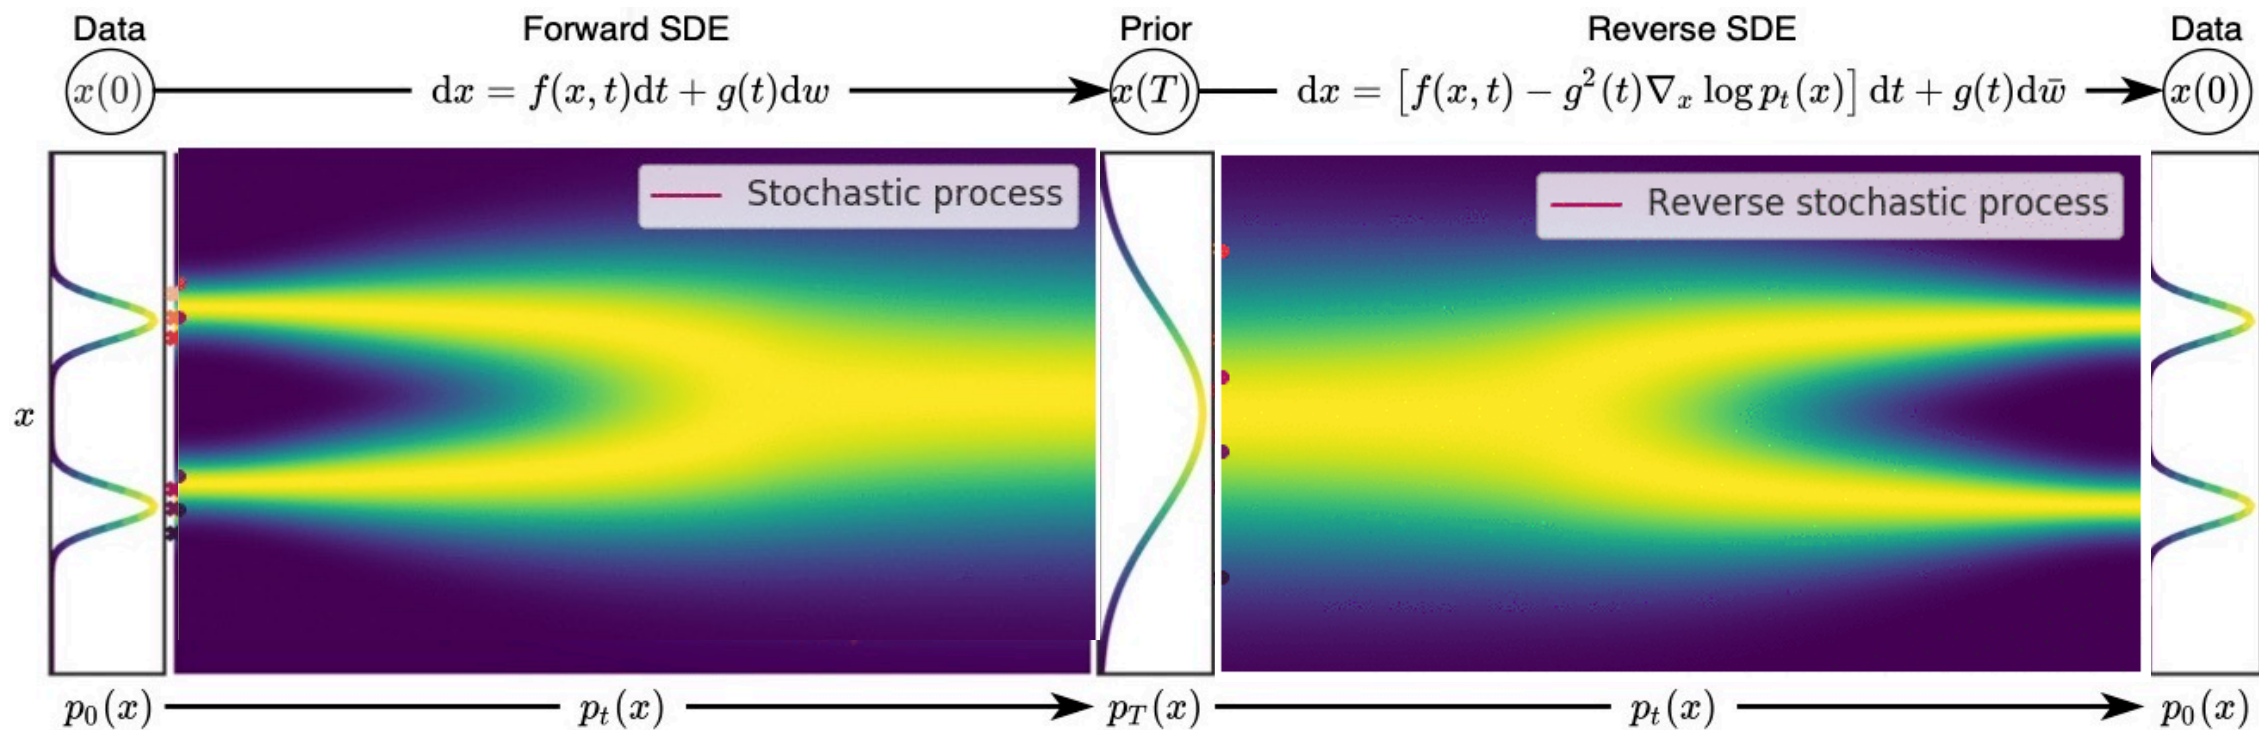 Data Forward SDE Prior Reverse SDE Data
x(0) dx = f(x, t)dt + g(t)dw x(T) dx = [f(x, t) − g²(t)∇ₓ log pₜ(x)] dt + g(t)dw̄ x(0)
Stochastic process
Reverse stochastic process
x
p₀(x) pₜ(x) p_T(x) pₜ(x) p₀(x)